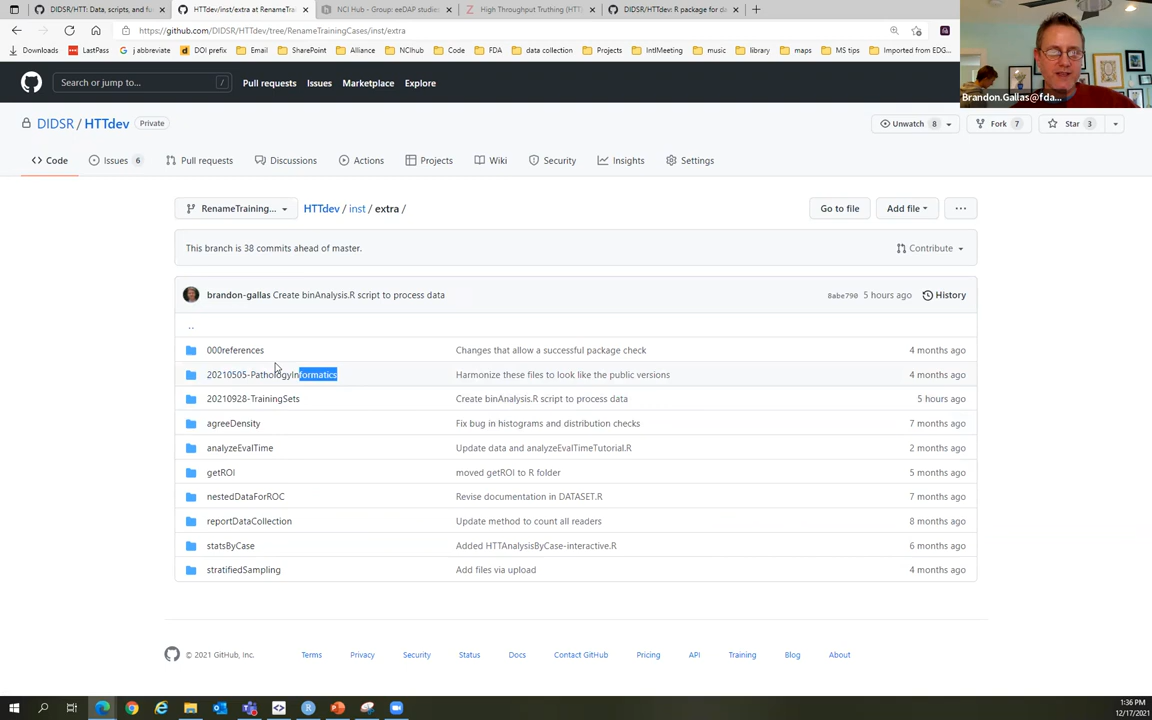 DIDSR/HTT: Data, scripts, and fu
HTTdev/inst/extra at RenameTrai
NCI Hub - Group: eeDAP studie
High Throughput Truthing (HTT
DIDSR/HTTdev: R package for da
https://github.com/DIDSR/HTTdev/tree/RenameTrainingCases/inst/extra
Downloads LastPass j abbreviate DOI prefix Email SharePoint Alliance NCIhub Code FDA data collection Projects IntMeeting music library maps MS tips Imported from EDG...
Search or jump to... / Pull requests Issues Marketplace Explore
Brandon.Gallas@fda...
DIDSR / HTTdev Private Unwatch 8 Fork 7 Star 3
Code Issues 6 Pull requests Discussions Actions Projects Wiki Security Insights Settings
RenameTraining... HTTdev / inst / extra / Go to file Add file ...
This branch is 38 commits ahead of master. Contribute
brandon-gallas Create binAnalysis.R script to process data 8abe790 5 hours ago History
..
000references Changes that allow a successful package check 4 months ago
20210505-PathologyInformatics Harmonize these files to look like the public versions 4 months ago
20210928-TrainingSets Create binAnalysis.R script to process data 5 hours ago
agreeDensity Fix bug in histograms and distribution checks 7 months ago
analyzeEvalTime Update data and analyzeEvalTimeTutorial.R 2 months ago
getROI moved getROI to R folder 5 months ago
nestedDataForROC Revise documentation in DATASET.R 7 months ago
reportDataCollection Update method to count all readers 8 months ago
statsByCase Added HTTAnalysisByCase-interactive.R 6 months ago
stratifiedSampling Add files via upload 4 months ago
© 2021 GitHub, Inc. Terms Privacy Security Status Docs Contact GitHub Pricing API Training Blog About
1:36 PM
12/17/2021